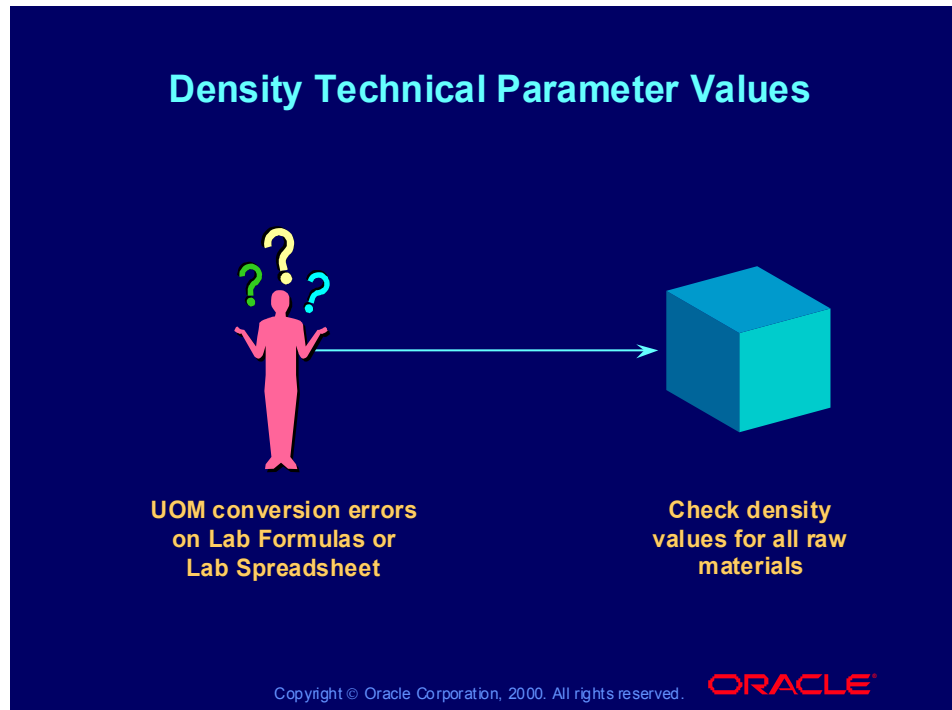 Density Technical Parameter Values
? ? ?
UOM conversion errors
on Lab Formulas or
Lab Spreadsheet
Check density
values for all raw
materials
Copyright © Oracle Corporation, 2000. All rights reserved.
ORACLE®